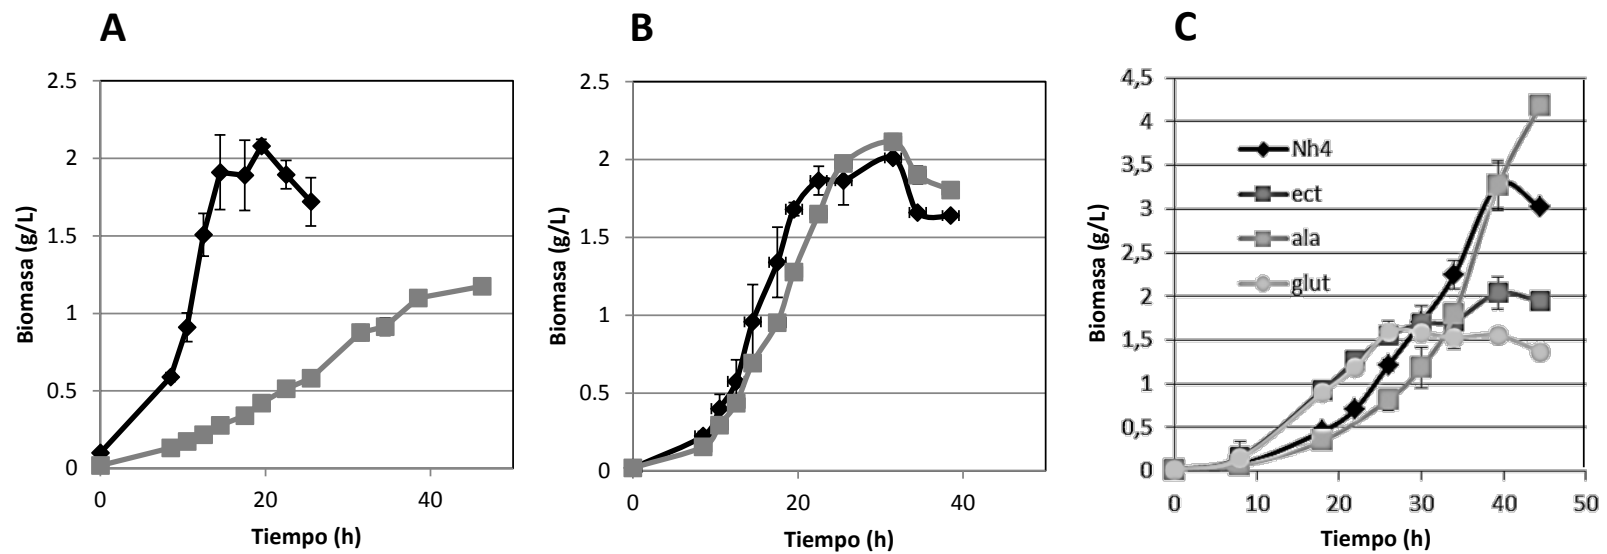 A
Biomasa (g/L)
2.5
2
1.5
1
0.5
0
0 20 40
Tiempo (h)
B
Biomasa (g/L)
2.5
2
1.5
1
0.5
0
0 20 40
Tiempo (h)
C
Biomasa (g/L)
4,5
4
3,5
3
2,5
2
1,5
1
0,5
0
0 10 20 30 40 50
Tiempo (h)
Nh4
ect
ala
glut